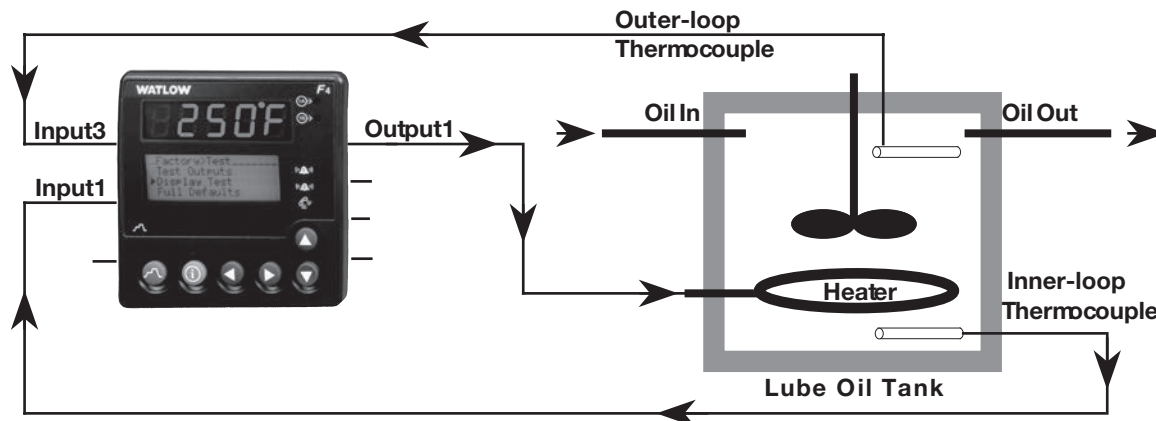 Outer-loop
Thermocouple
WATLOW F4
250°F
Input3
Output1
Oil In
Oil Out
Factory>Test
Test Outputs
Display Test
Full Defaults
Input1
Heater
Inner-loop
Thermocouple
Lube Oil Tank